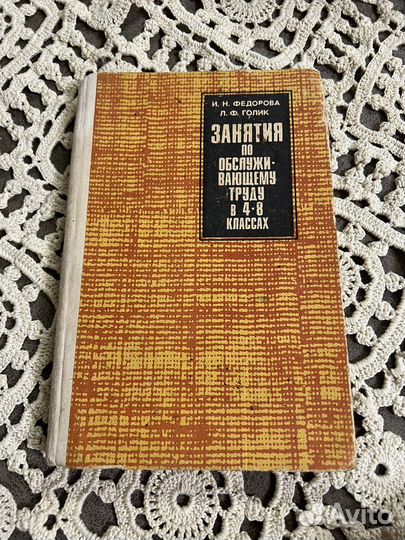 И. Н. ФЕДОРОВА
Л. Ф. ГОЛИК
ЗАНЯТИЯ
ПО
ОБСЛУЖИ-
ВАЮЩЕМУ
ТРУДУ
В 4-8
КЛАССАХ
Avito